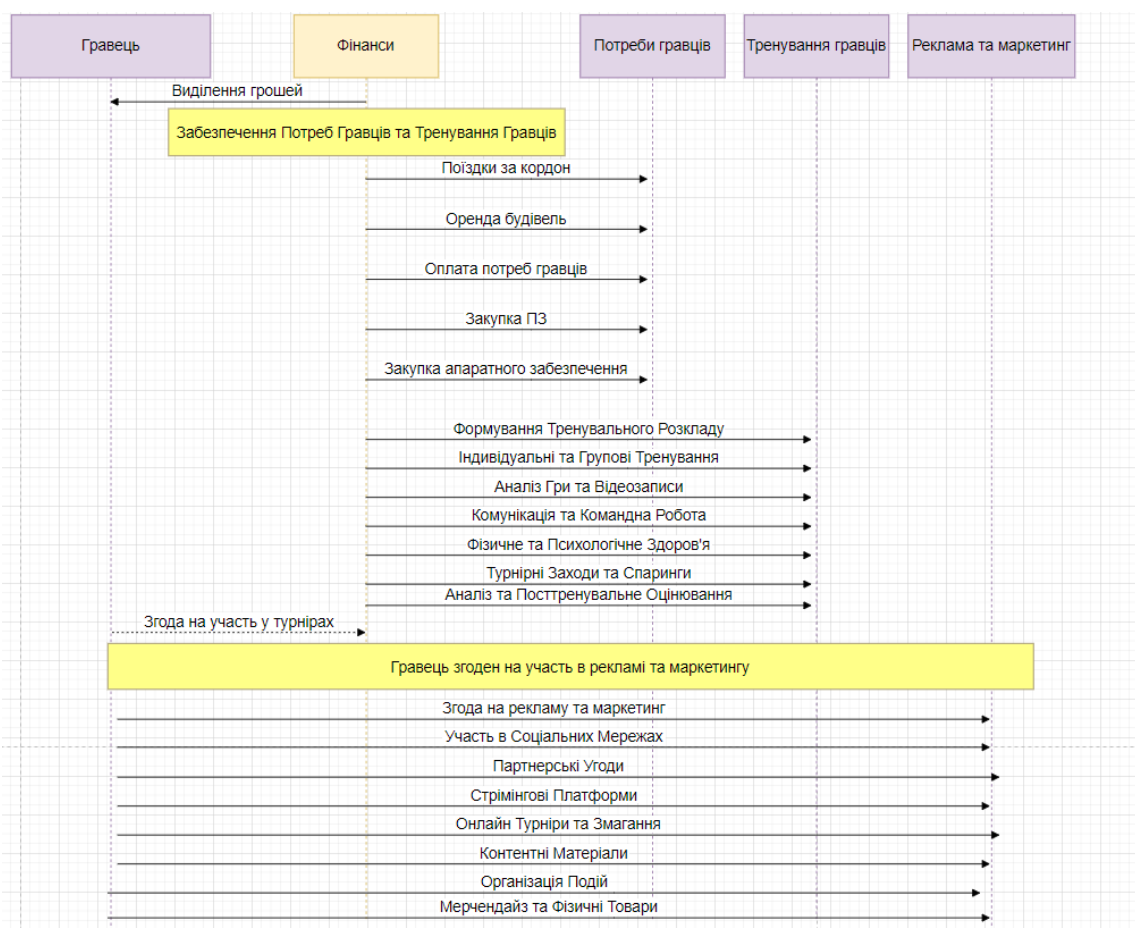 Гравець
Фінанси
Потреби гравців
Тренування гравців
Реклама та маркетинг
Виділення грошей
Забезпечення Потреб Гравців та Тренування Гравців
Поїздки за кордон
Оренда будівель
Оплата потреб гравців
Закупка ПЗ
Закупка апаратного забезпечення
Формування Тренувального Розкладу
Індивідуальні та Групові Тренування
Аналіз Гри та Відеозаписи
Комунікація та Командна Робота
Фізичне та Психологічне Здоров'я
Турнірні Заходи та Спаринги
Аналіз та Посттренувальне Оцінювання
Згода на участь у турнірах
Гравець згоден на участь в рекламі та маркетингу
Згода на рекламу та маркетинг
Участь в Соціальних Мережах
Партнерські Угоди
Стрімінгові Платформи
Онлайн Турніри та Змагання
Контентні Матеріали
Організація Подій
Мерчендайз та Фізичні Товари